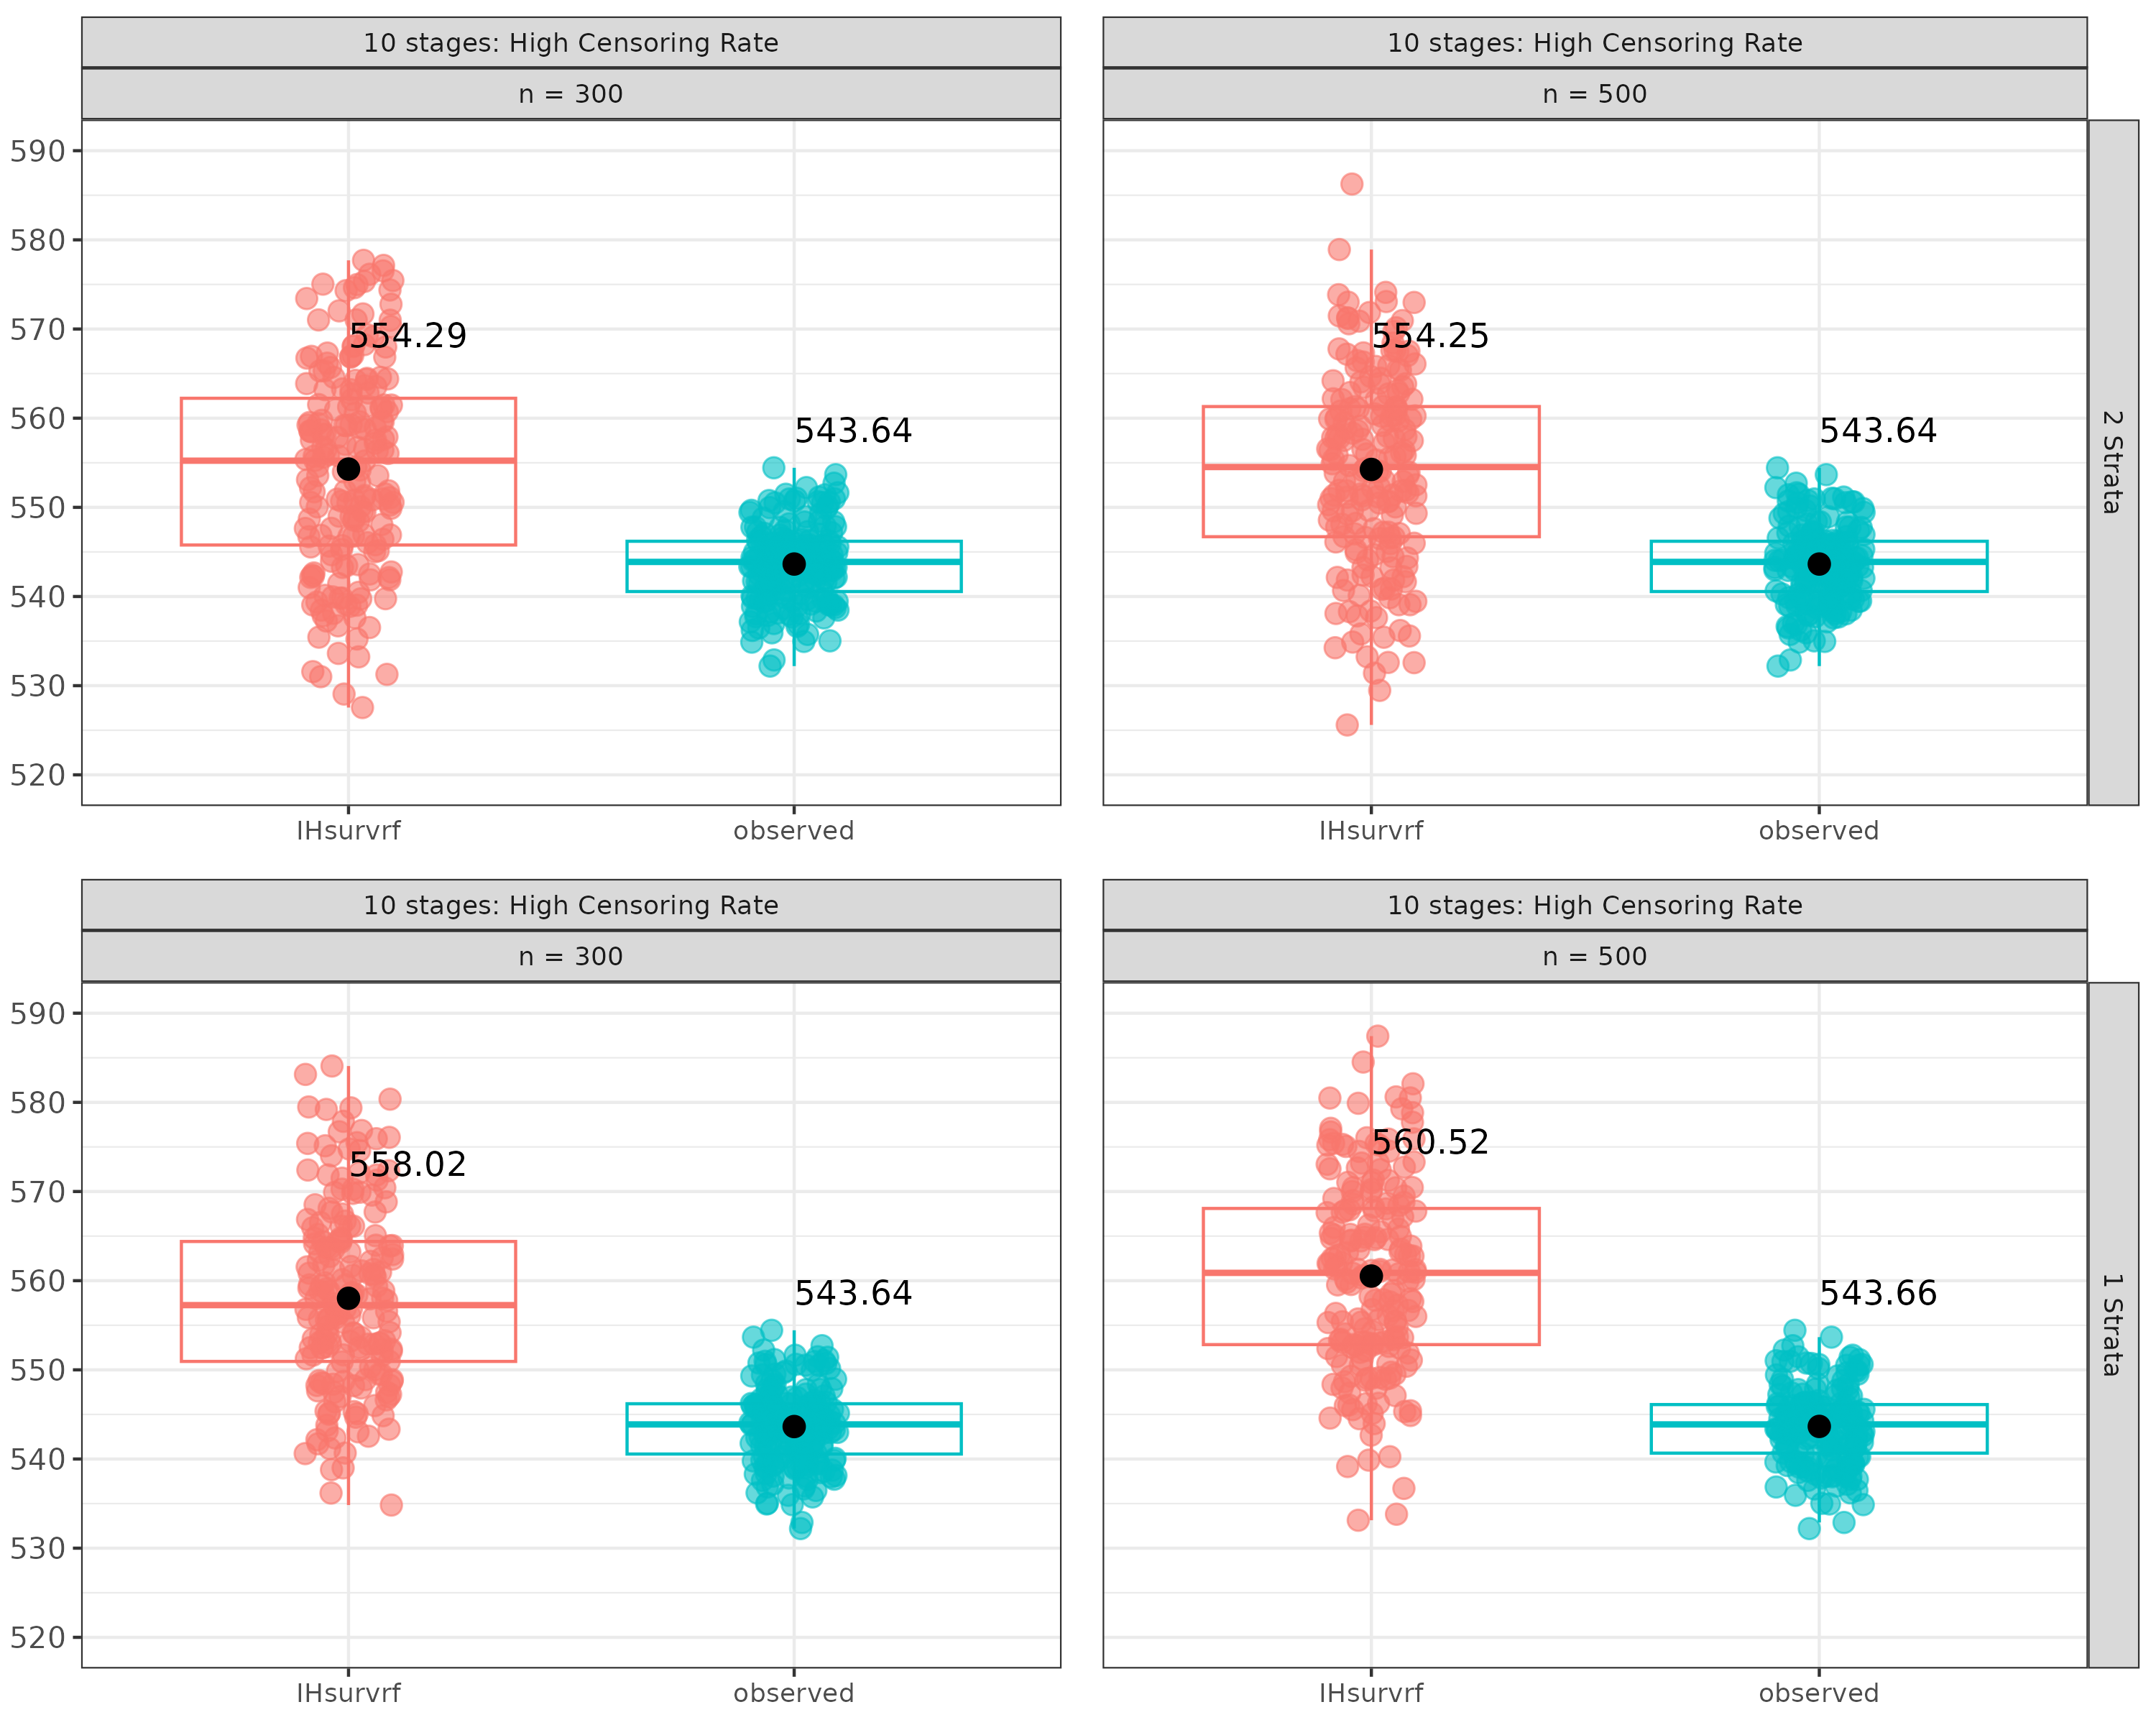 10 stages: High Censoring Rate
10 stages: High Censoring Rate
n = 300
n = 500
590
580
570
560
550
540
530
520
554.29
543.64
554.25
543.64
2 Strata
IHsurvrf
observed
IHsurvrf
observed
10 stages: High Censoring Rate
10 stages: High Censoring Rate
n = 300
n = 500
590
580
570
560
550
540
530
520
558.02
543.64
560.52
543.66
1 Strata
IHsurvrf
observed
IHsurvrf
observed